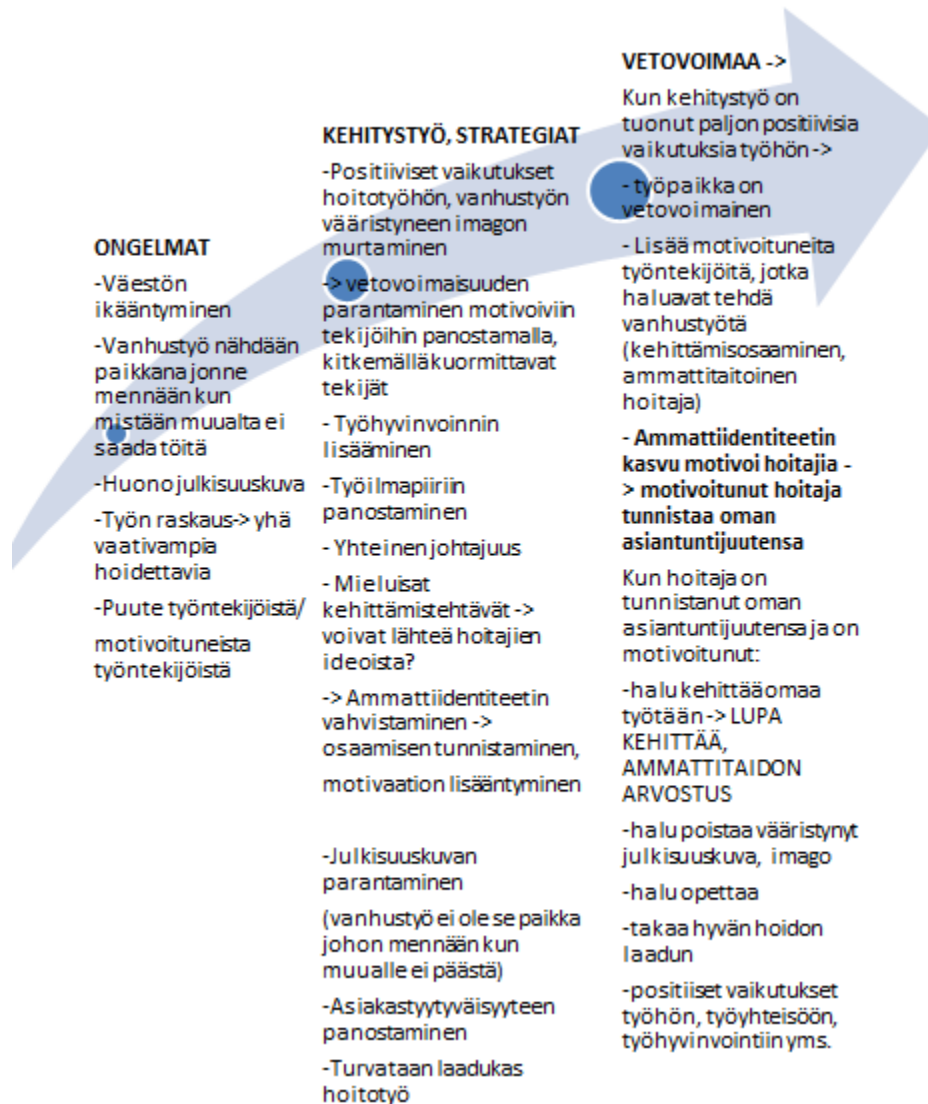 ONGELMAT
-Väestön
ikääntyminen
-Vanhustyö nähdään
paikkana jonne
mennään kun
mistään muualta ei
saada töitä
-Huono julkisuuskuva
-Työn raskaus-> yhä
vaativampia
hoidettavia
-Puute työntekijöistä/
motivoituneista
työntekijöistä
KEHITYSTYÖ, STRATEGIAT
-Positiiviset vaikutukset
hoitotyöhön, vanhustyön
vääristyneen imagon
murtaminen
-> vetovoimaisuuden
parantaminen motivoiviin
tekijöihin panostamalla,
kitkemällä kuormittavat
tekijät
- Työhyvinvoinnin
lisääminen
-Työilmapiiriin
panostaminen
- Yhteinen johtajuus
- Mieluisat
kehittämistehtävät ->
voivat lähteä hoitajien
ideoista?
-> Ammattiidentiteetin
vahvistaminen ->
osaamisen tunnistaminen,
motivaation lisääntyminen
-Julkisuuskuvan
parantaminen
(vanhustyö ei ole se paikka
johon mennään kun
muualle ei päästä)
-Asiakastyytyväisyyteen
panostaminen
-Turvataan laadukas
hoitotyö
VETOVOIMAA ->
Kun kehitystyö on
tuonut paljon positiivisia
vaikutuksia työhön ->
- työpaikka on
vetovoimainen
- Lisää motivoituneita
työntekijöitä, jotka
haluavat tehdä
vanhustyötä
(kehittämisosaaminen,
ammattitaitoinen
hoitaja)
- Ammattiidentiteetin
kasvu motivoi hoitajia -
> motivoitunut hoitaja
tunnistaa oman
asiantuntijuutensa
Kun hoitaja on
tunnistanut oman
asiantuntijuutensa ja on
motivoitunut:
-halu kehittää omaa
työtään -> LUPA
KEHITTÄÄ,
AMMATTITAIDON
ARVOSTUS
-halu poistaa vääristynyt
julkisuuskuva, imago
-halu opettaa
-takaa hyvän hoidon
laadun
-positiiset vaikutukset
työhön, työyhteisöön,
työhyvinvointiin yms.